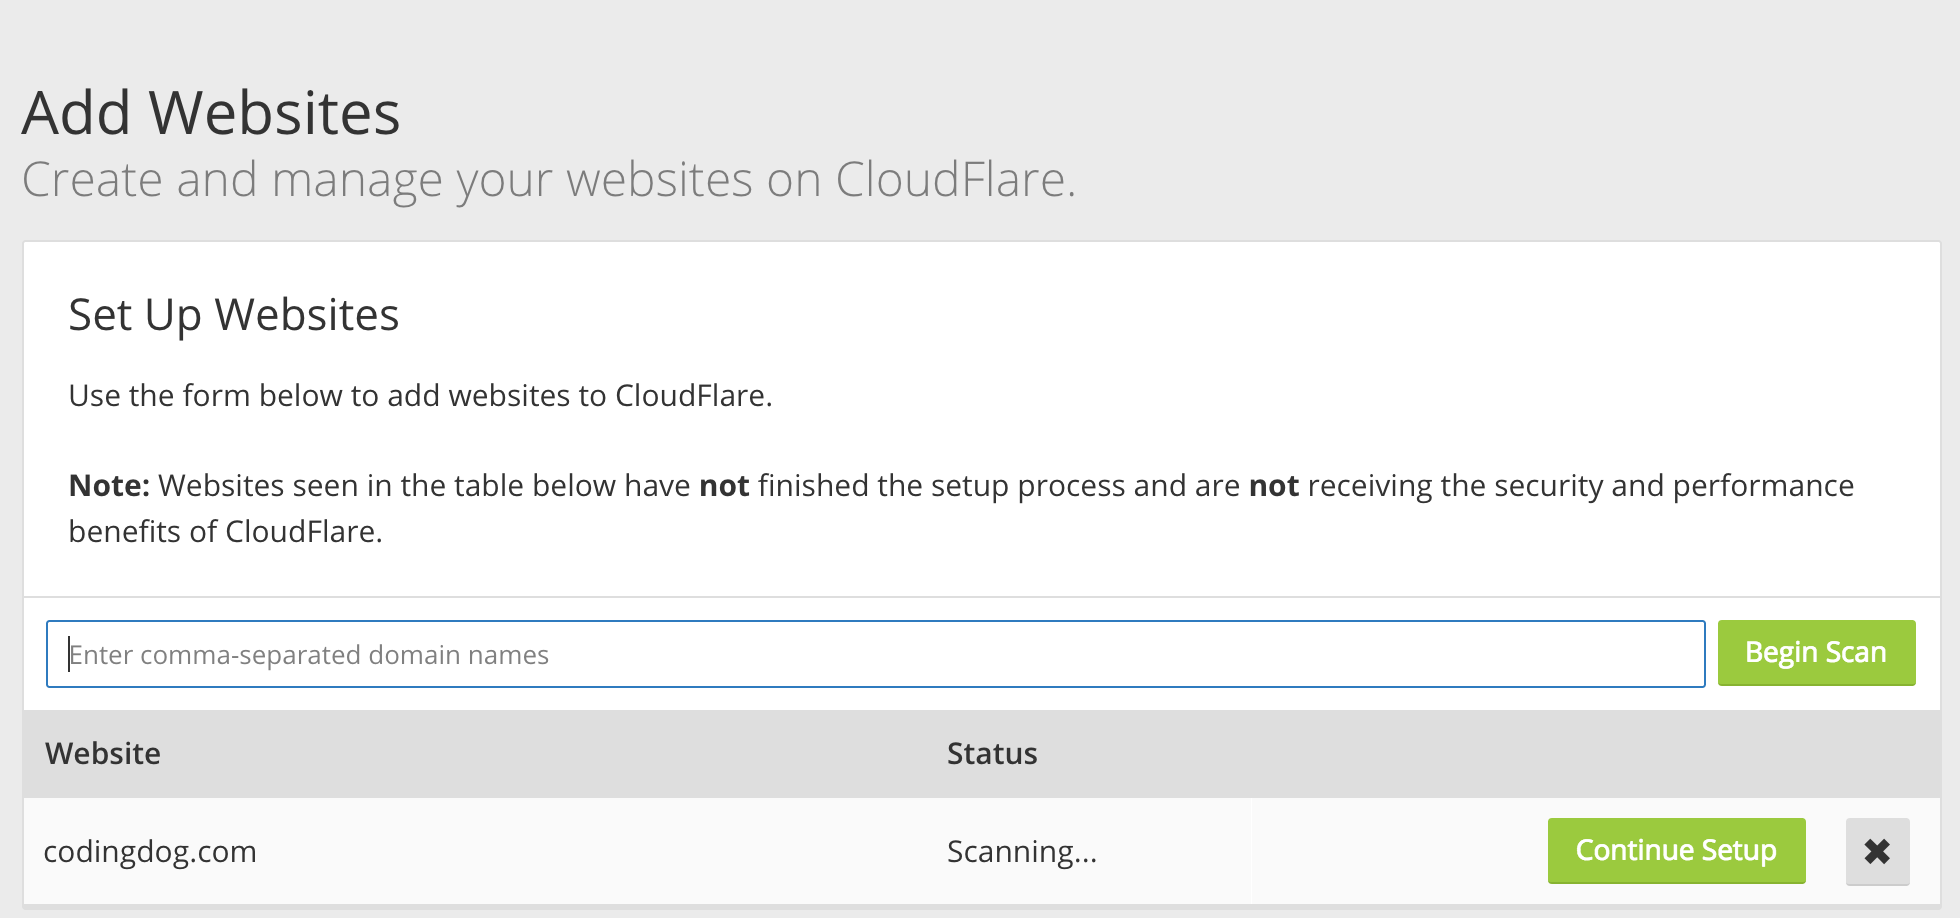 Add Websites
Create and manage your websites on CloudFlare.
Set Up Websites
Use the form below to add websites to CloudFlare.
Note: Websites seen in the table below have not finished the setup process and are not receiving the security and performance
benefits of CloudFlare.
Enter comma-separated domain names
Begin Scan
Website Status
codingdog.com Scanning... Continue Setup ✖